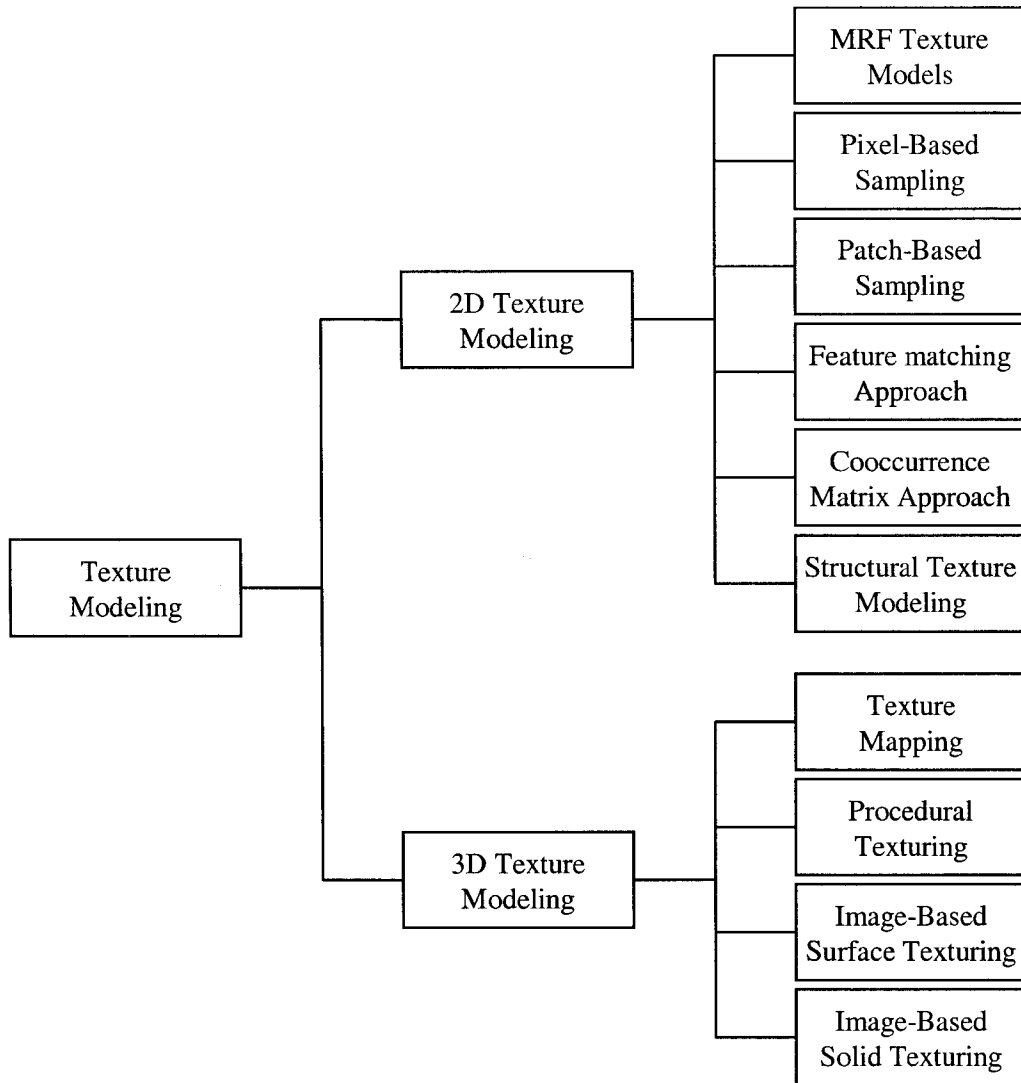 MRF Texture
Models
Pixel-Based
Sampling
Patch-Based
Sampling
2D Texture
Modeling
Feature matching
Approach
Cooccurrence
Matrix Approach
Texture
Modeling
Structural Texture
Modeling
Texture
Mapping
Procedural
Texturing
3D Texture
Modeling
Image-Based
Surface Texturing
Image-Based
Solid Texturing